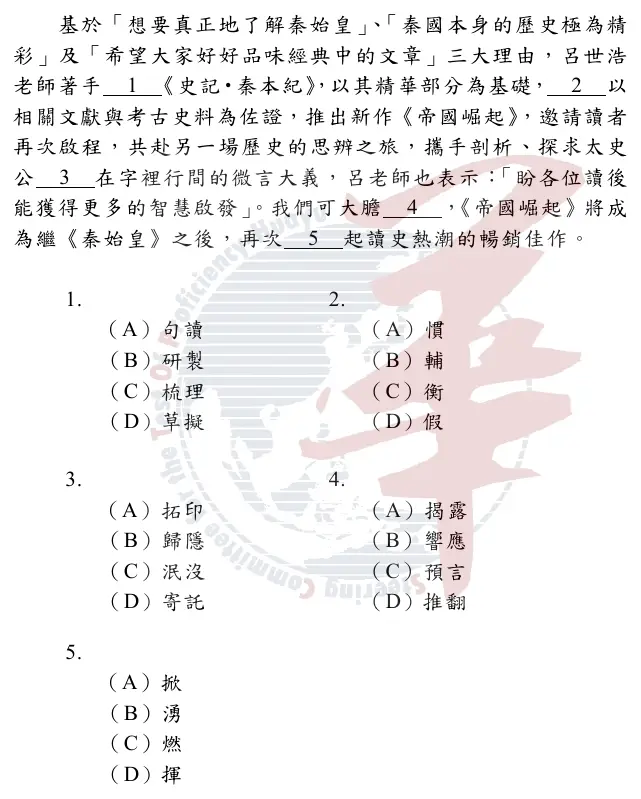 基於「想要真正地了解秦始皇」、「秦國本身的歷史極為精
彩」及「希望大家好好品味經典中的文章」三大理由，呂世浩
老師著手 1 《史記•秦本紀》，以其精華部分為基礎， 2 以
相關文獻與考古史料為佐證，推出新作《帝國崛起》，邀請讀者
再次啟程，共赴另一場歷史的思辨之旅，攜手剖析、探求太史
公 3 在字裡行間的微言大義，呂老師也表示：「盼各位讀後
能獲得更多的智慧啟發」。我們可大膽 4 ，《帝國崛起》將成
為繼《秦始皇》之後，再次 5 起讀史熱潮的暢銷佳作。
1.
（A）句讀
（B）研製
（C）梳理
（D）草擬
2.
（A）慣
（B）輔
（C）衡
（D）假
3.
（A）拓印
（B）歸隱
（C）泯沒
（D）寄託
4.
（A）揭露
（B）響應
（C）預言
（D）推翻
5.
（A）掀
（B）湧
（C）燃
（D）揮
華
Steering Committee for the Test Of Proficiency-Huayu